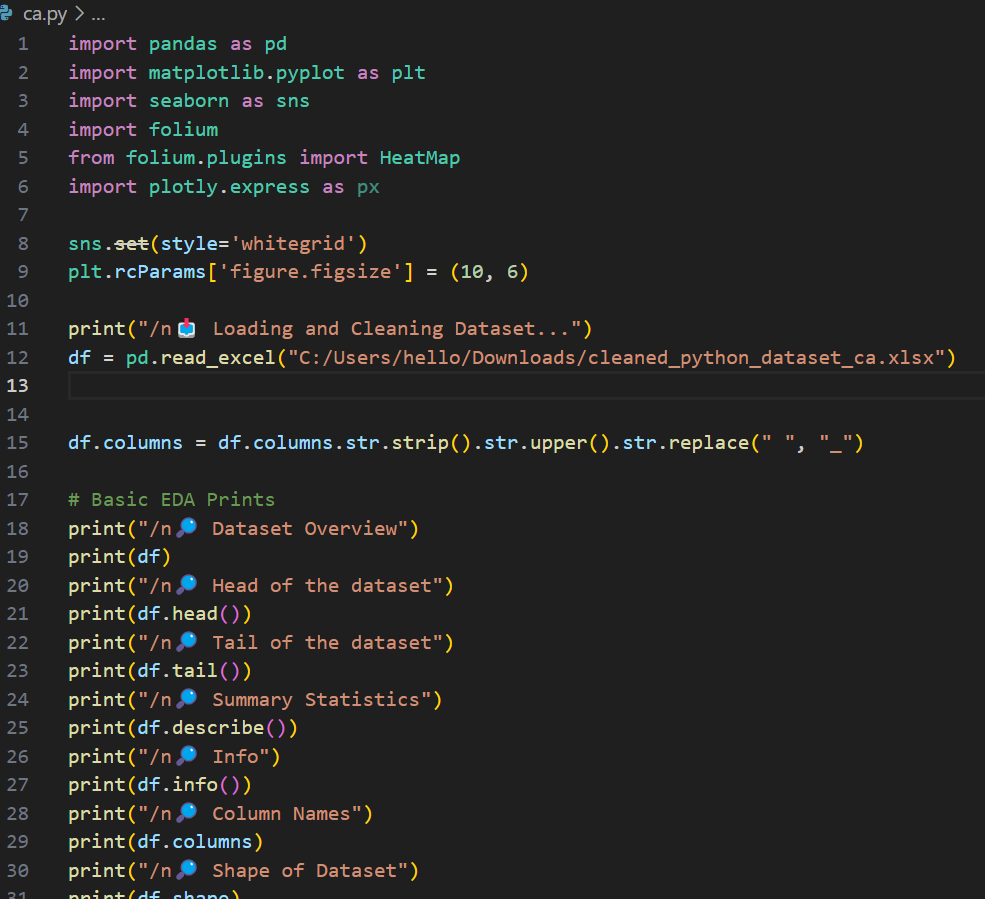 ca.py > ...
1 import pandas as pd
2 import matplotlib.pyplot as plt
3 import seaborn as sns
4 import folium
5 from folium.plugins import HeatMap
6 import plotly.express as px
7
8 sns.set(style='whitegrid')
9 plt.rcParams['figure.figsize'] = (10, 6)
10
11 print("/n📥 Loading and Cleaning Dataset...")
12 df = pd.read_excel("C:/Users/hello/Downloads/cleaned_python_dataset_ca.xlsx")
13
14
15 df.columns = df.columns.str.strip().str.upper().str.replace(" ", "_")
16
17 # Basic EDA Prints
18 print("/n🔎 Dataset Overview")
19 print(df)
20 print("/n🔎 Head of the dataset")
21 print(df.head())
22 print("/n🔎 Tail of the dataset")
23 print(df.tail())
24 print("/n🔎 Summary Statistics")
25 print(df.describe())
26 print("/n🔎 Info")
27 print(df.info())
28 print("/n🔎 Column Names")
29 print(df.columns)
30 print("/n🔎 Shape of Dataset")
31 print(df.shape)